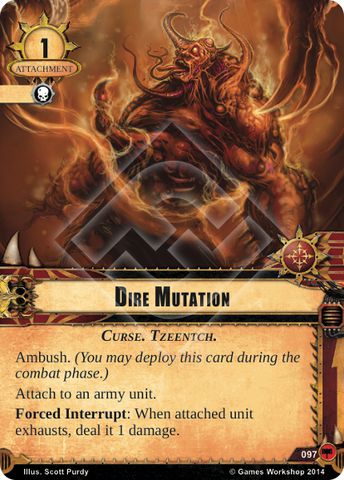 1
ATTACHMENT
DIRE MUTATION
CURSE. TZEENTCH.
Ambush. (You may deploy this card during the
combat phase.)
Attach to an army unit.
Forced Interrupt: When attached unit
exhausts, deal it 1 damage.
097
Illus. Scott Purdy
© Games Workshop 2014